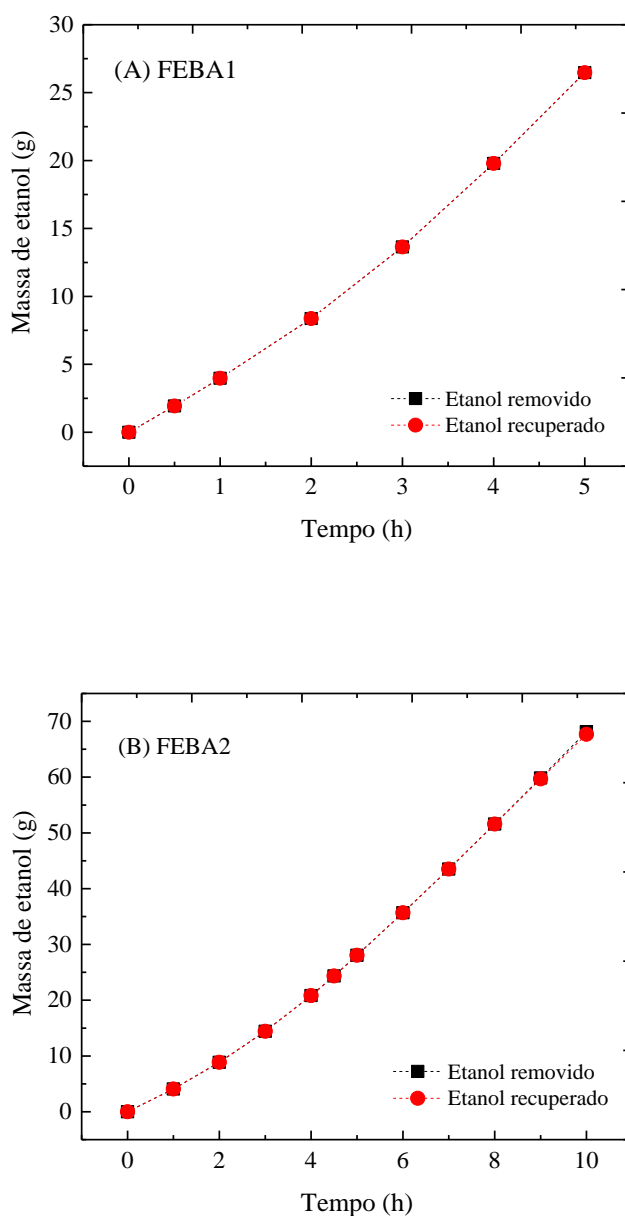 30
(A) FEBA1
25
20
15
10
5
0
Massa de etanol (g)
Etanol removido
Etanol recuperado
0 1 2 3 4 5
Tempo (h)
70
(B) FEBA2
60
50
40
30
20
10
0
Massa de etanol (g)
Etanol removido
Etanol recuperado
0 2 4 6 8 10
Tempo (h)